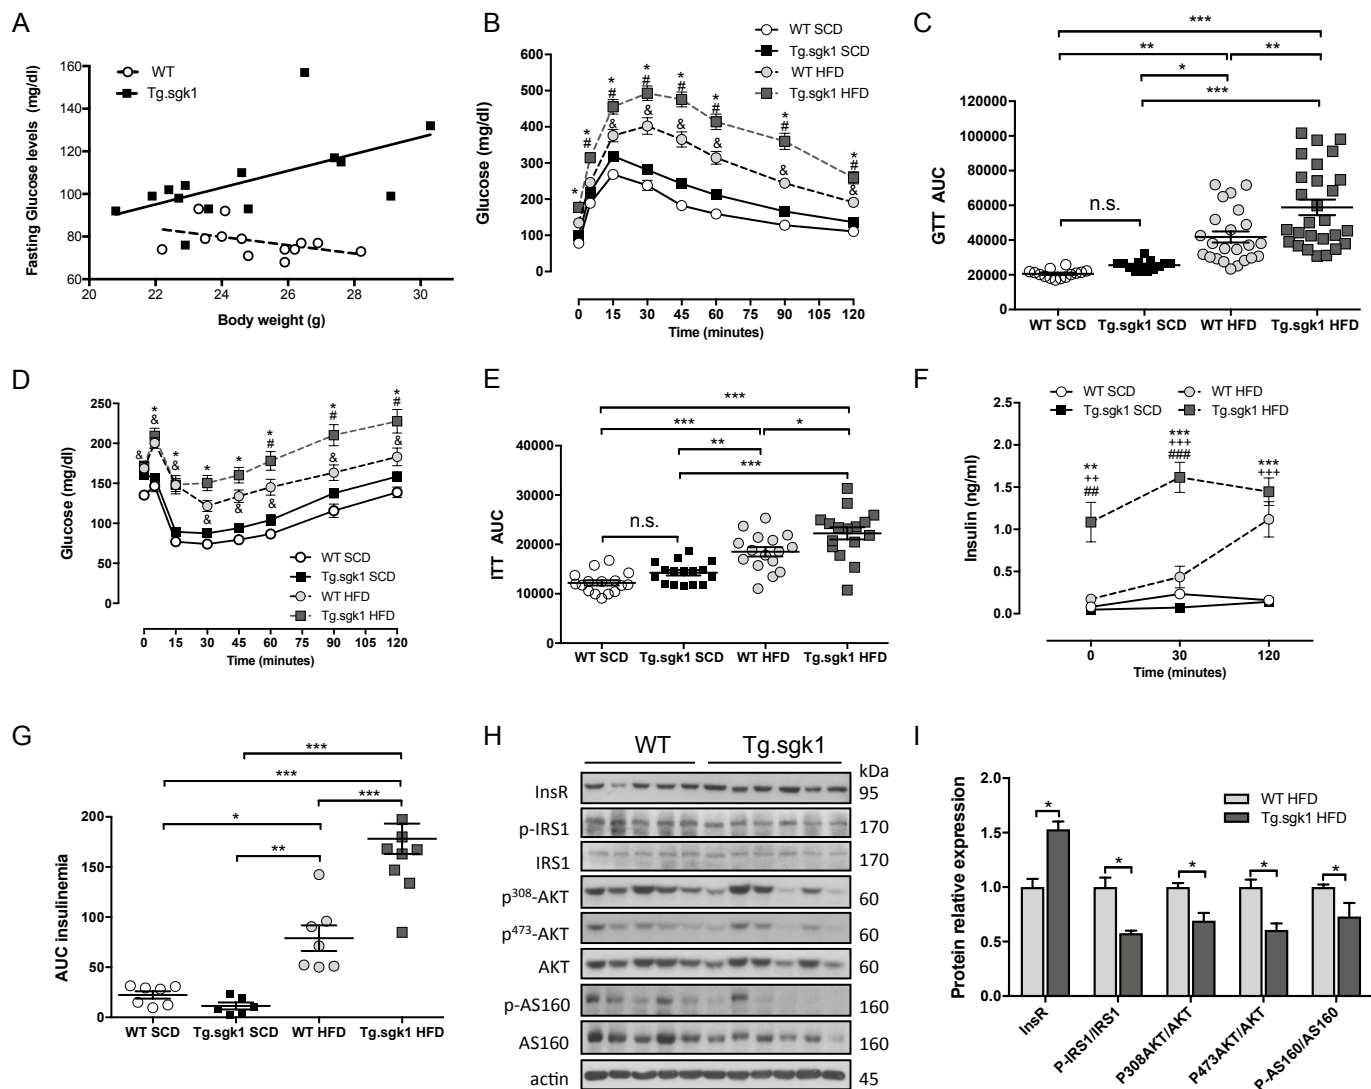 A
WT
Tg.sgk1
Fasting Glucose levels (mg/dl)
160
140
120
100
80
60
20
22
24
26
28
30
Body weight (g)
B
WT SCD
Tg.sgk1 SCD
WT HFD
Tg.sgk1 HFD
Glucose (mg/dl)
600
500
400
300
200
100
0
* * # * # * # * # * # * # * #
& & & & & &
0 15 30 45 60 75 90 105 120
Time (minutes)
C
***
** **
*
***
n.s.
GTT AUC
120000
100000
80000
60000
40000
20000
0
WT SCD Tg.sgk1 SCD WT HFD Tg.sgk1 HFD
D
Glucose (mg/dl)
250
200
150
100
50
0
& * & * & * * * # * # * #
& & & & &
WT SCD
Tg.sgk1 SCD
WT HFD
Tg.sgk1 HFD
0 15 30 45 60 75 90 105 120
Time (minutes)
E
***
*** *
**
***
n.s.
ITT AUC
40000
30000
20000
10000
0
WT SCD Tg.sgk1 SCD WT HFD Tg.sgk1 HFD
F
WT SCD WT HFD
Tg.sgk1 SCD Tg.sgk1 HFD
Insulin (ng/ml)
2.0
1.5
1.0
0.5
0.0
**
++
##
***
+++
###
***
+++
0 30 120
Time (minutes)
G
***
***
***
*
**
AUC insulinemia
200
150
100
50
0
WT SCD Tg.sgk1 SCD WT HFD Tg.sgk1 HFD
H
WT Tg.sgk1
kDa
InsR 95
p-IRS1 170
IRS1 170
p308-AKT 60
p473-AKT 60
AKT 60
p-AS160 160
AS160 160
actin 45
I
WT HFD
Tg.sgk1 HFD
Protein relative expression
2.0
1.5
1.0
0.5
0.0
* * * * *
InsR
P-IRS1/IRS1
P308AKT/AKT
P473AKT/AKT
P-AS160/AS160